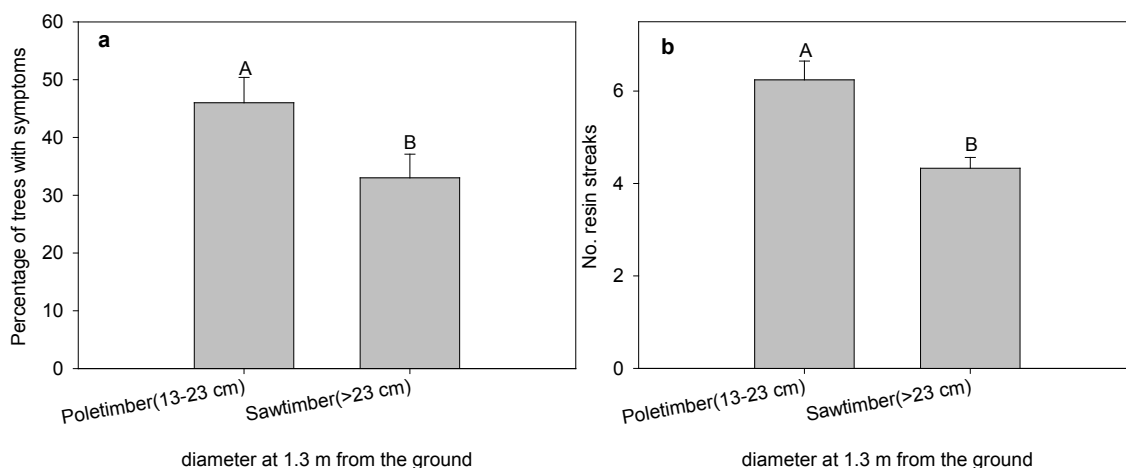 a
Percentage of trees with symptoms
60
50
40
30
20
10
0
A
B
Poletimber(13-23 cm)
Sawtimber(>23 cm)
diameter at 1.3 m from the ground
b
No. resin streaks
6
4
2
0
A
B
Poletimber(13-23 cm)
Sawtimber(>23 cm)
diameter at 1.3 m from the ground